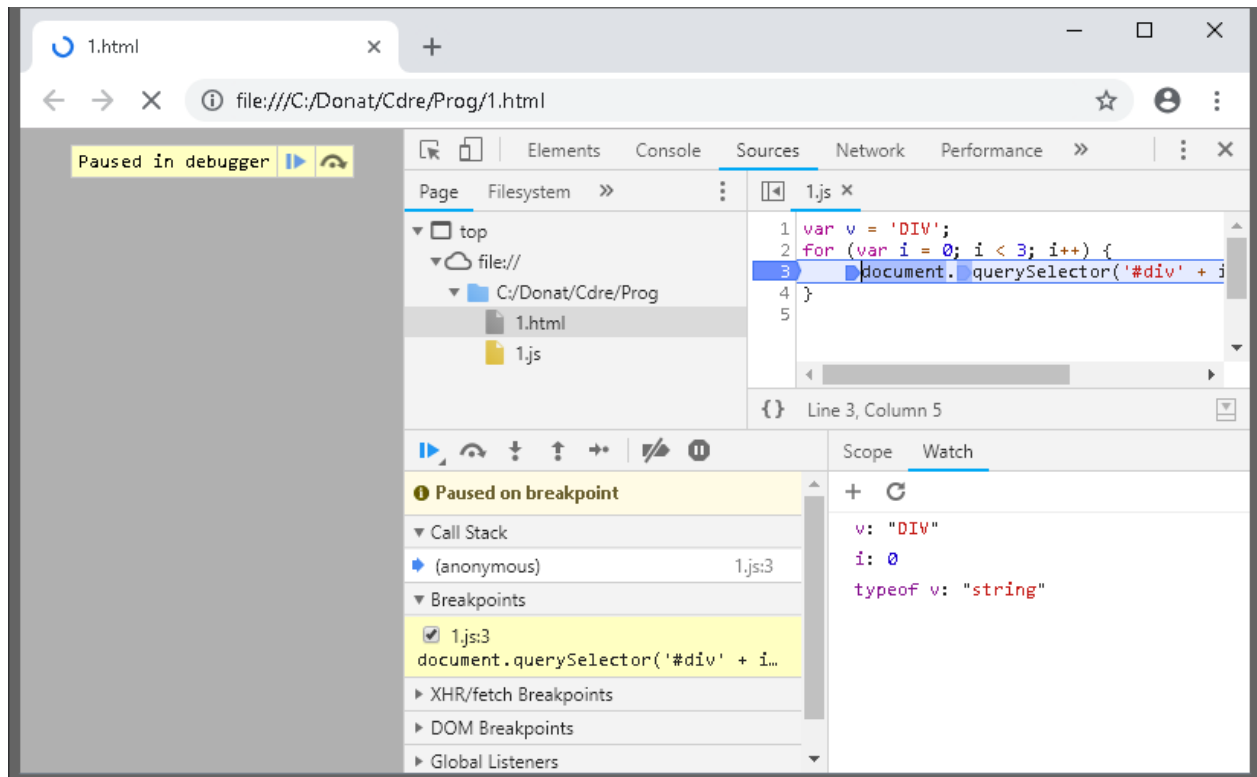 1.html
file:///C:/Donat/Cdre/Prog/1.html
Paused in debugger
Elements Console Sources Network Performance »
Page Filesystem »
1.js
top
file://
C:/Donat/Cdre/Prog
1.html
1.js
1 var v = 'DIV';
2 for (var i = 0; i < 3; i++) {
3 document.querySelector('#div' + i
4 }
5
{} Line 3, Column 5
Paused on breakpoint
Call Stack
(anonymous) 1.js:3
Breakpoints
1.js:3
document.querySelector('#div' + i…
XHR/fetch Breakpoints
DOM Breakpoints
Global Listeners
Scope Watch
v: "DIV"
i: 0
typeof v: "string"